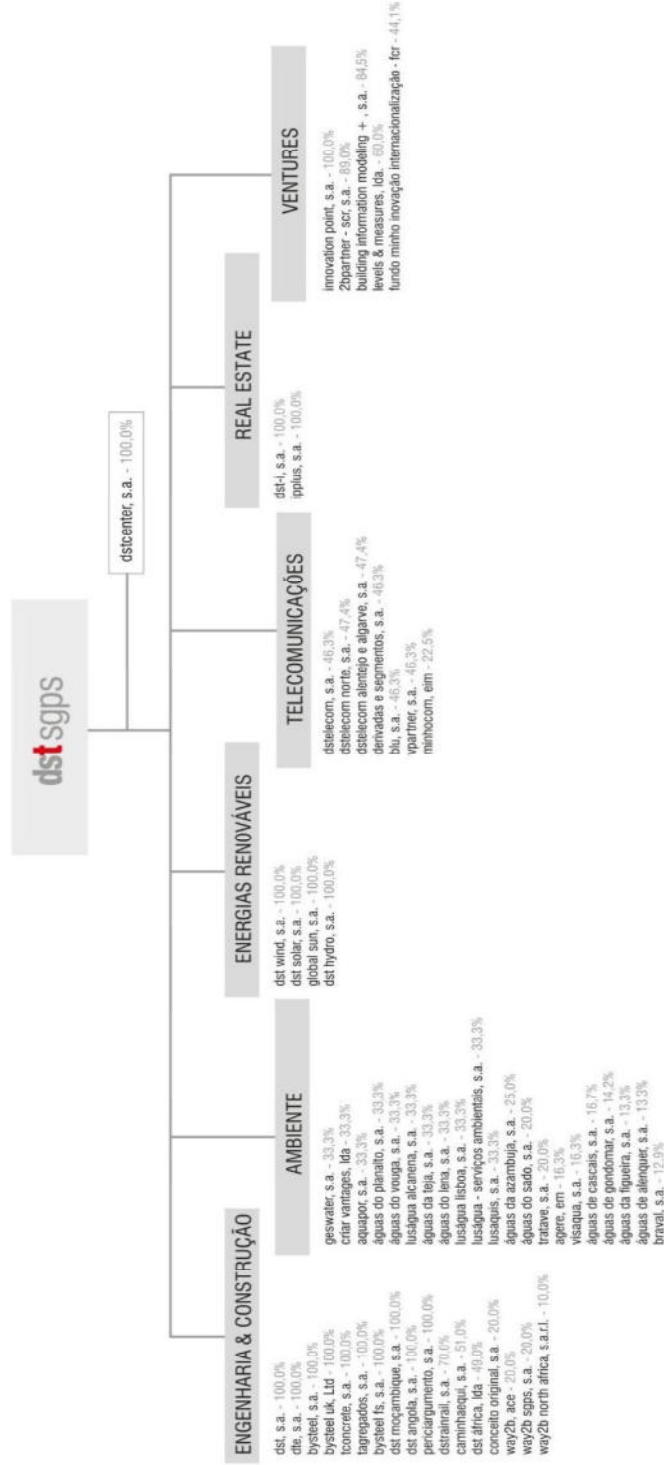 dstsgps
dstcenter, s.a. - 100,0%
ENGENHARIA & CONSTRUÇÃO
dst, s.a. - 100,0%
dte, s.a. - 100,0%
bysteel, s.a. - 100,0%
bysteel uk, Ltd - 100,0%
tconcrete, s.a. - 100,0%
tagregados, s.a. - 100,0%
bysteel fs, s.a. - 100,0%
dst moçambique, s.a. - 100,0%
dst angola, s.a. - 100,0%
periciargumento, s.a. - 100.0%
dstrainrail, s.a. - 70,0%
caminhaequi, s.a. - 51,0%
dst áfrica, lda - 49,0%
conceito original, s.a. - 20,0%
way2b, ace - 20,0%
way2b sgps, s.a. - 20,0%
way2b north africa, s.a.r.l. - 10,0%
AMBIENTE
geswater, s.a. - 33,3%
criar vantages, lda - 33,3%
aquapor, s.a. - 33,3%
águas do planalto, s.a. - 33,3%
águas do vouga, s.a. - 33,3%
luságua alcanena, s.a. - 33,3%
águas da teja, s.a. - 33,3%
águas do lena, s.a. - 33,3%
luságua lisboa, s.a. - 33,3%
luságua - serviços ambientais, s.a. - 33,3%
lusaquis, s.a. - 33,3%
águas da azambuja, s.a. - 25,0%
águas do sado, s.a. - 20,0%
tratave, s.a. - 20,0%
agere, em - 16,3%
visaqua, s.a. - 16,3%
águas de cascais, s.a. - 16,7%
águas de gondomar, s.a. - 14,2%
águas da figueira, s.a. - 13,3%
águas de alenquer, s.a. - 13,3%
braval, s.a. - 12,9%
ENERGIAS RENOVÁVEIS
dst wind, s.a. - 100,0%
dst solar, s.a. - 100,0%
global sun, s.a. - 100,0%
dst hydro, s.a. - 100,0%
TELECOMUNICAÇÕES
dstelecom, s.a. - 46,3%
dstelecom norte, s.a. - 47,4%
dstelecom alentejo e algarve, s.a. - 47,4%
derivadas e segmentos, s.a. - 46,3%
blu, s.a. - 46,3%
vpartner, s.a. - 46,3%
minhocom, eim - 22,5%
REAL ESTATE
dst-i, s.a. - 100,0%
ipplus, s.a. - 100,0%
VENTURES
innovation point, s.a. - 100,0%
2bpartner - scr, s.a. - 89,0%
building information modeling + , s.a. - 84,5%
levels & measures, lda. - 60,0%
fundo minho inovação internacionalização - fcr - 44,1%